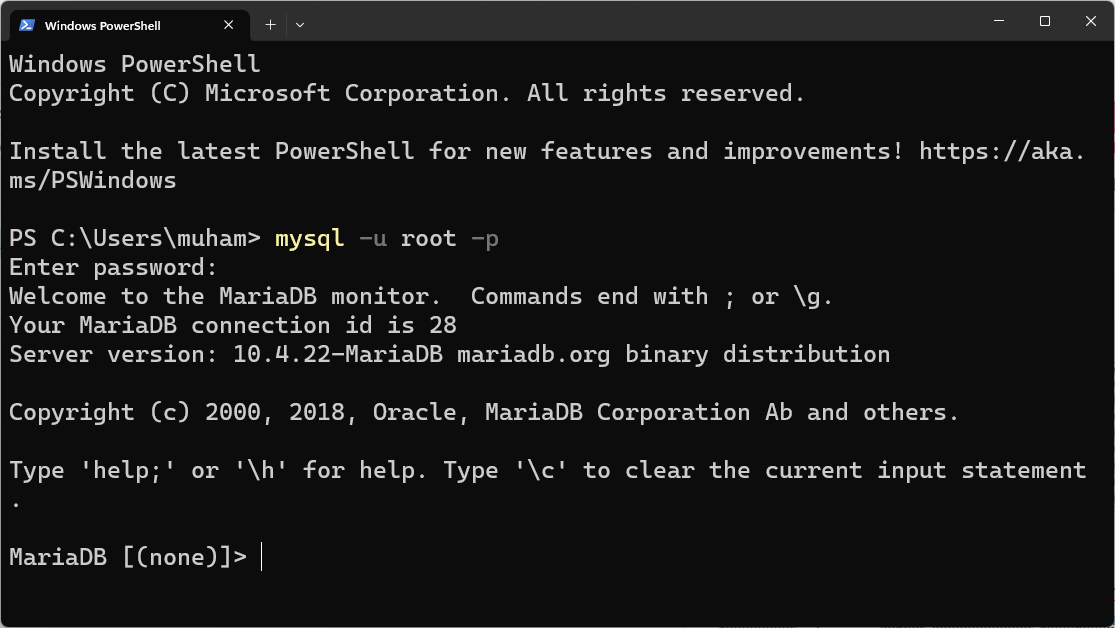 Windows PowerShell
Windows PowerShell
Copyright (C) Microsoft Corporation. All rights reserved.
Install the latest PowerShell for new features and improvements! https://aka.
ms/PSWindows
PS C:\Users\muham> mysql -u root -p
Enter password:
Welcome to the MariaDB monitor.  Commands end with ; or \g.
Your MariaDB connection id is 28
Server version: 10.4.22-MariaDB mariadb.org binary distribution
Copyright (c) 2000, 2018, Oracle, MariaDB Corporation Ab and others.
Type 'help;' or '\h' for help. Type '\c' to clear the current input statement
.
MariaDB [(none)]>